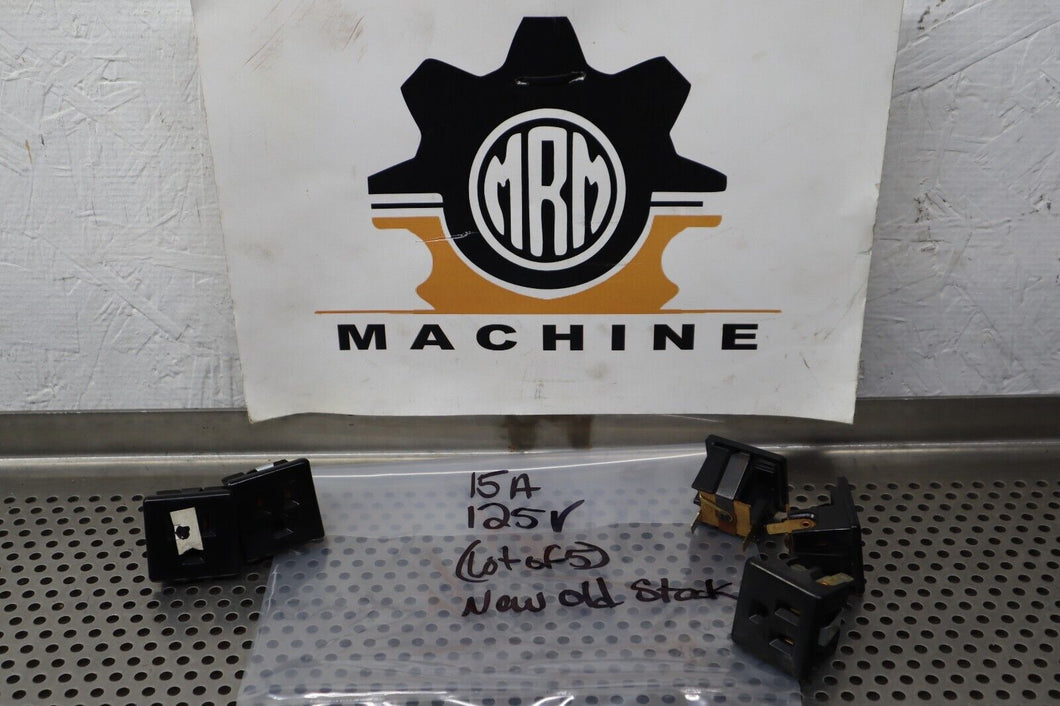 MRM
MACHINE
15A
125V
(Lot of 5)
New Old Stock